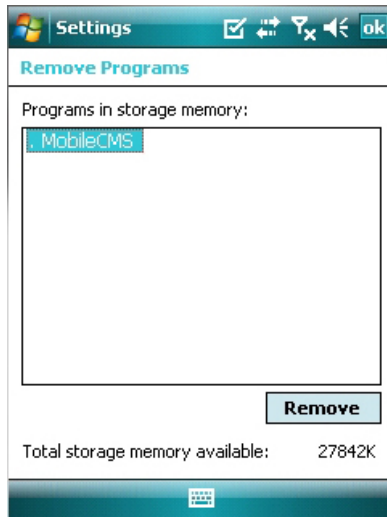 Settings
ok
Remove Programs
Programs in storage memory:
. MobileCMS
Remove
Total storage memory available: 27842K